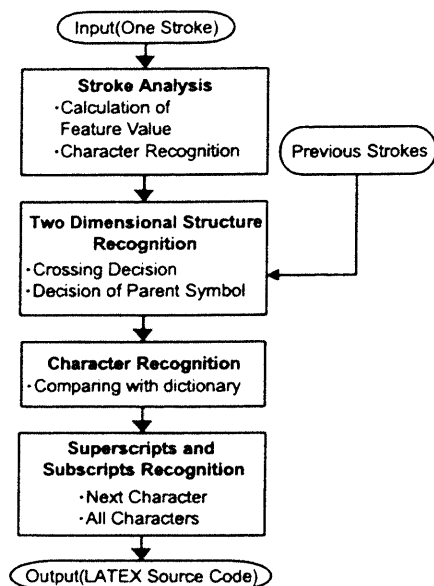 Input(One Stroke)
Stroke Analysis
·Calculation of
Feature Value
·Character Recognition
Previous Strokes
Two Dimensional Structure
Recognition
·Crossing Decision
·Decision of Parent Symbol
Character Recognition
·Comparing with dictionary
Superscripts and
Subscripts Recognition
·Next Character
·All Characters
Output(LATEX Source Code)